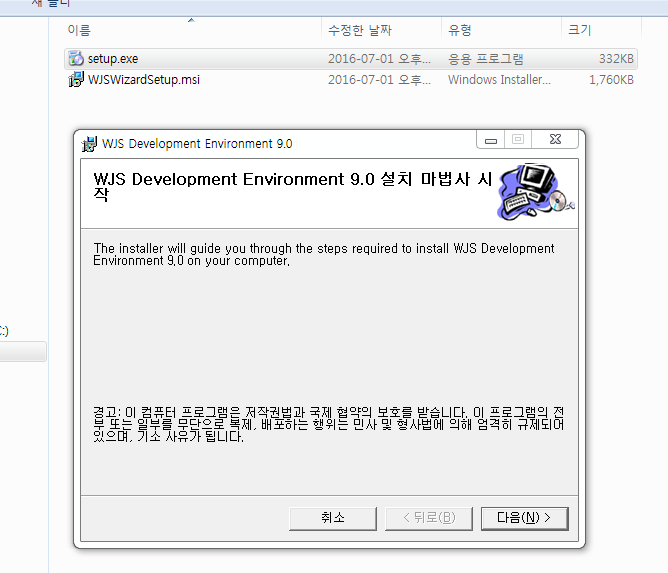 새 폴더
이름 수정한 날짜 유형 크기
setup.exe 2016-07-01 오후... 응용 프로그램 332KB
WJSWizardSetup.msi 2016-07-01 오후... Windows Installer... 1,760KB
WJS Development Environment 9.0
WJS Development Environment 9.0 설치 마법사 시
작
The installer will guide you through the steps required to install WJS Development
Environment 9.0 on your computer.
:)
경고: 이 컴퓨터 프로그램은 저작권법과 국제 협약의 보호를 받습니다. 이 프로그램의 전
부 또는 일부를 무단으로 복제, 배포하는 행위는 민사 및 형사법에 의해 엄격히 규제되어
있으며, 기소 사유가 됩니다.
취소 < 뒤로(B) 다음(N) >